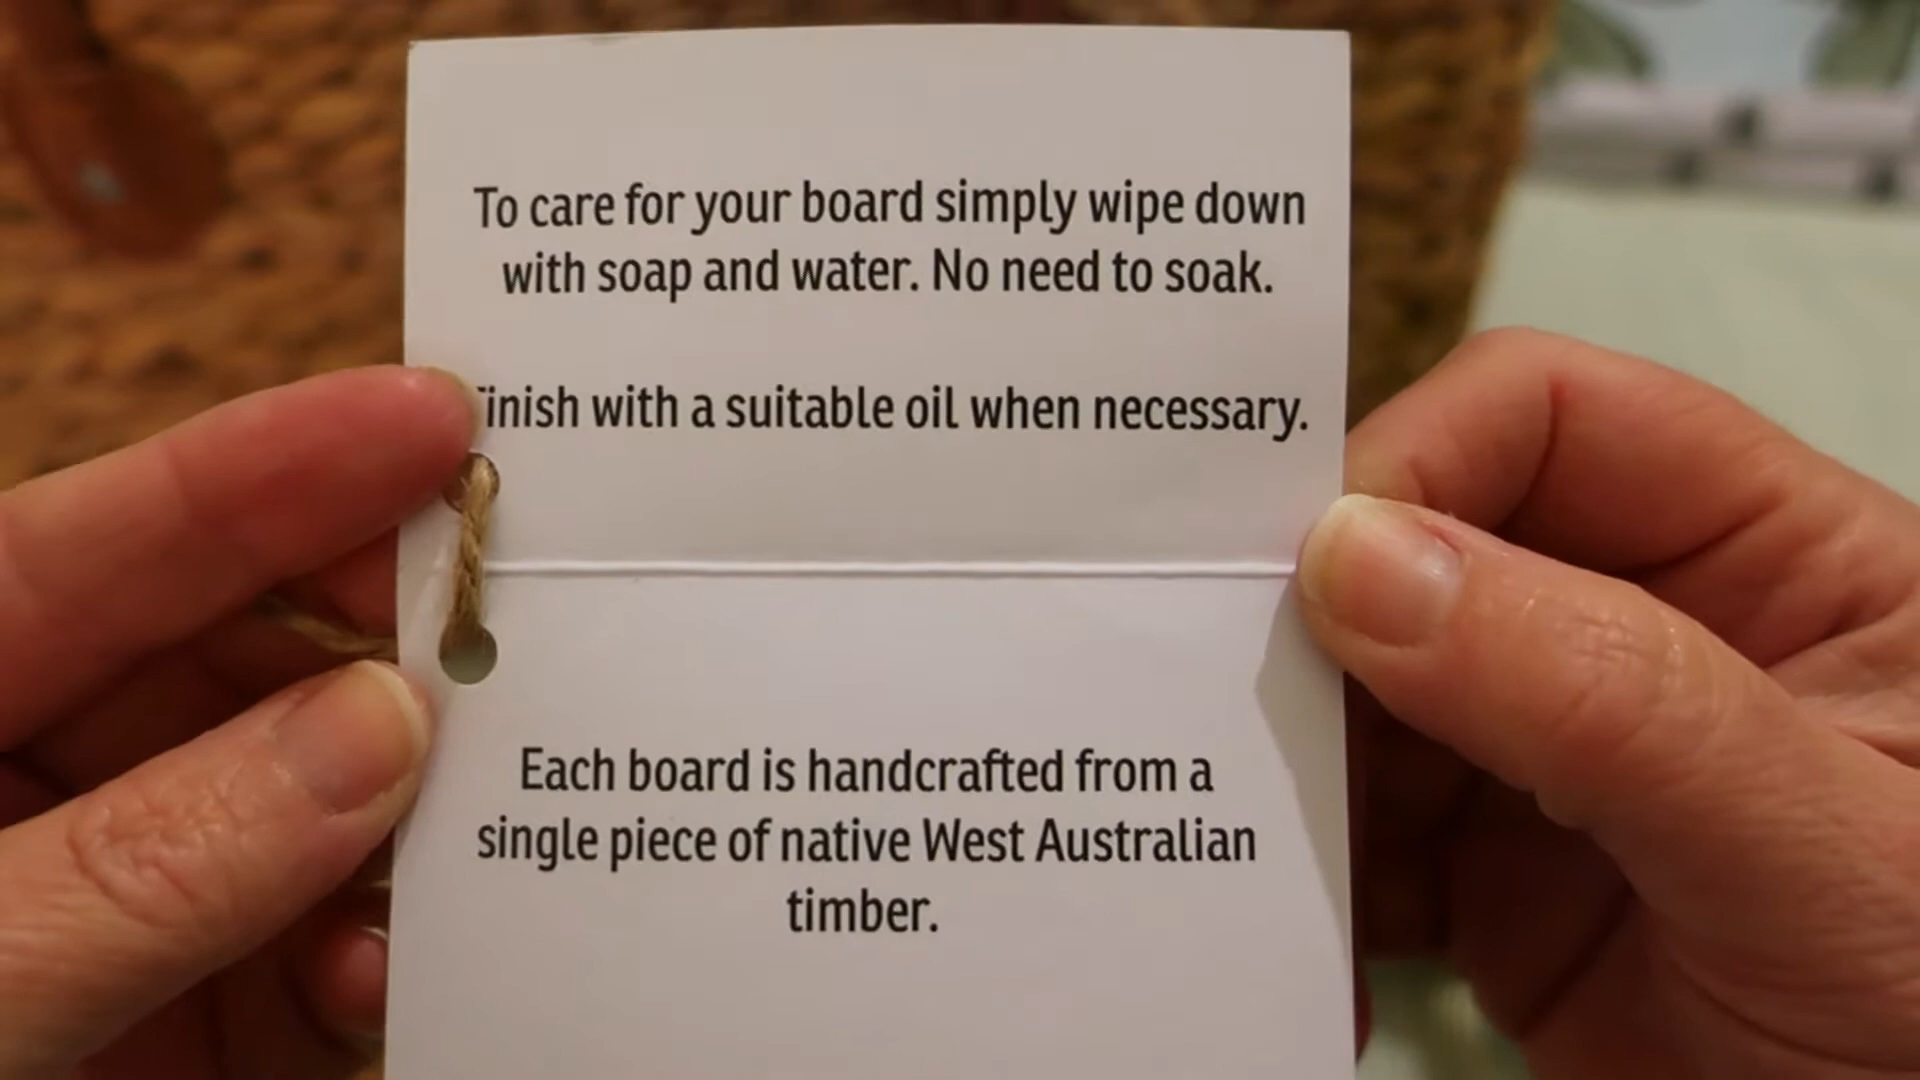 To care for your board simply wipe down
with soap and water. No need to soak.
with a suitable oil when necessary.
Each board is handcrafted from a
single piece of native West Australian
timber.